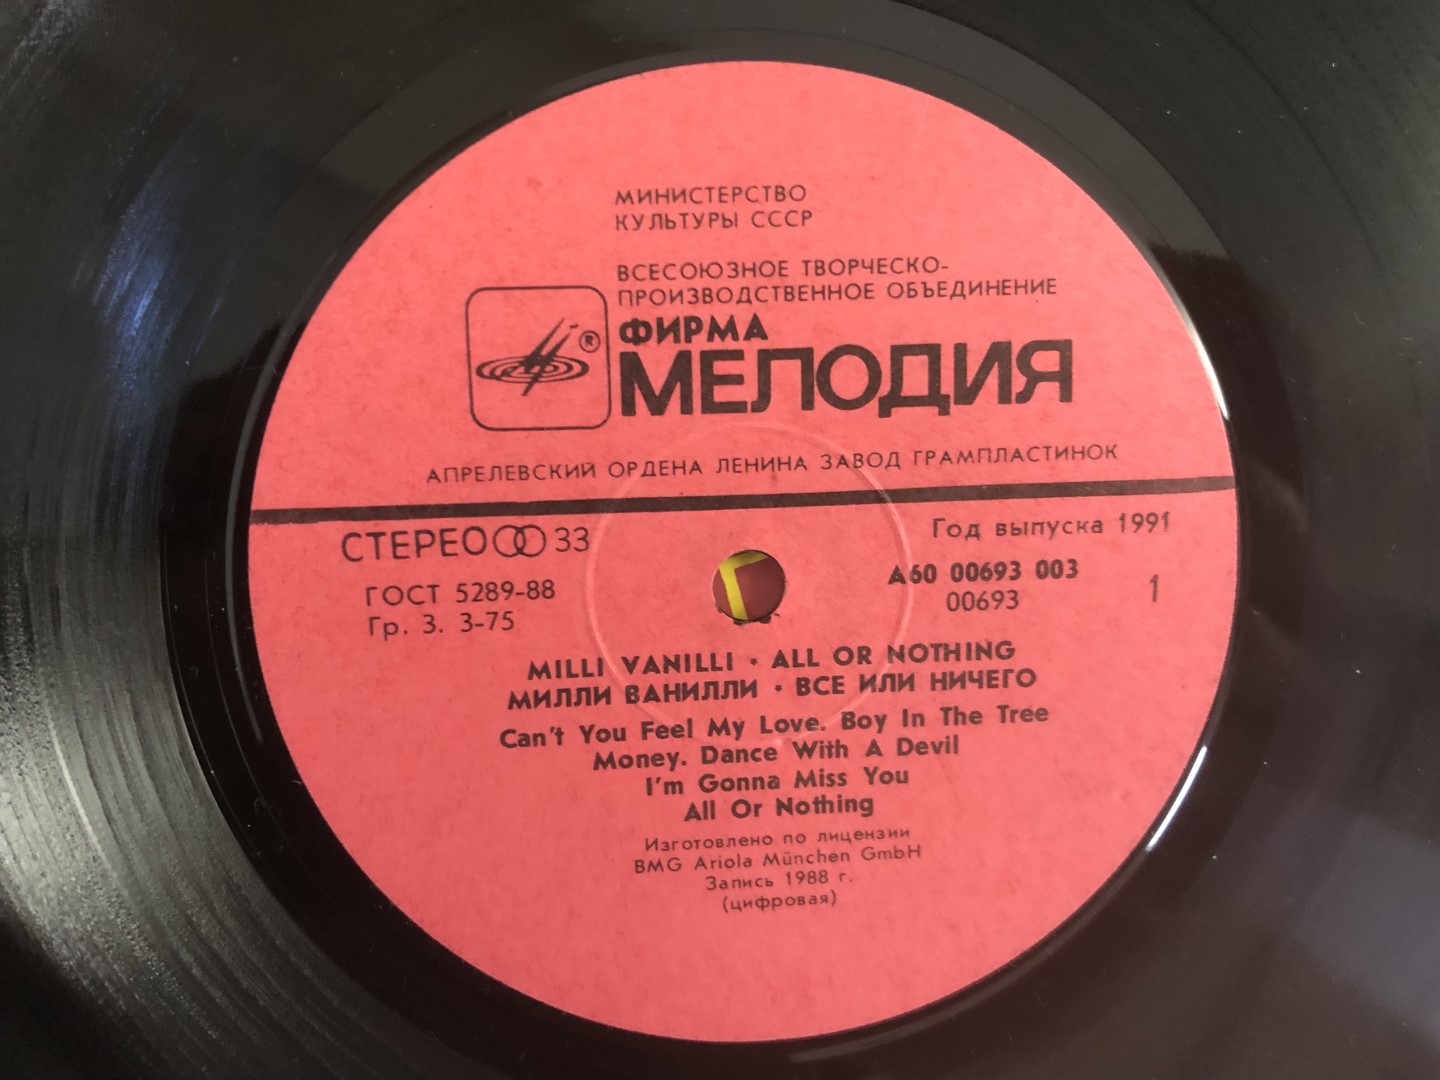 МИНИСТЕРСТВО
КУЛЬТУРЫ СССР
ВСЕСОЮЗНОЕ ТВОРЧЕСКО-
ПРОИЗВОДСТВЕННОЕ ОБЪЕДИНЕНИЕ
ФИРМА
®
МЕЛОДИЯ
АПРЕЛЕВСКИЙ ОРДЕНА ЛЕНИНА ЗАВОД ГРАМПЛАСТИНОК
СТЕРЕО 33
Год выпуска 1991
ГОСТ 5289-88
А60 00693 003
Гр. 3. 3-75
00693
1
MILLI VANILLI · ALL OR NOTHING
МИЛЛИ ВАНИЛЛИ · ВСЕ ИЛИ НИЧЕГО
Can't You Feel My Love. Boy In The Tree
Money. Dance With A Devil
I'm Gonna Miss You
All Or Nothing
Изготовлено по лицензии
BMG Ariola München GmbH
Запись 1988 г.
(цифровая)